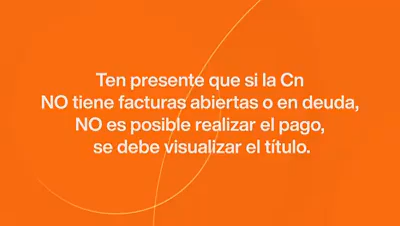 Ten presente que si la Cn
NO tiene facturas abiertas o en deuda,
NO es posible realizar el pago,
se debe visualizar el título.